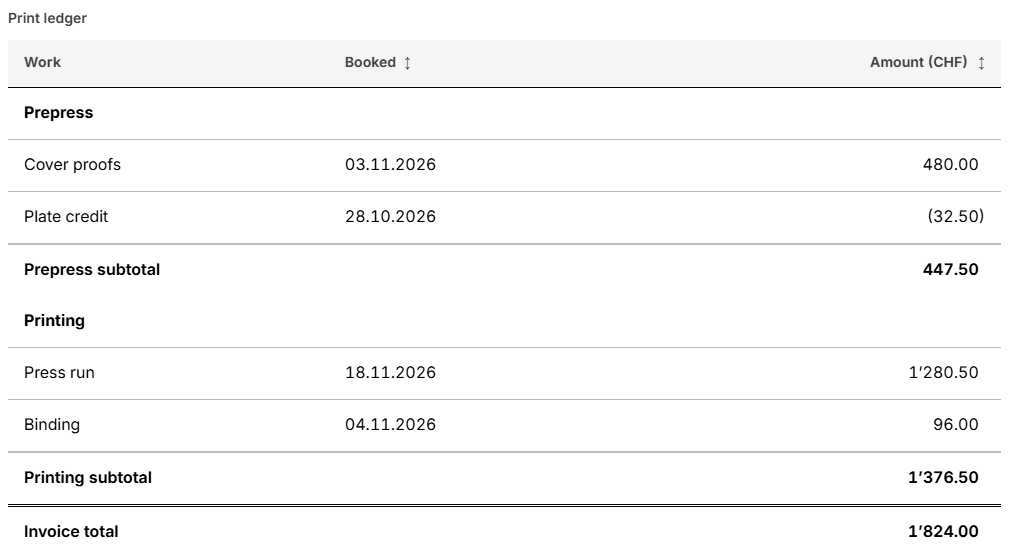 Print ledger
Work Booked ↕ Amount (CHF) ↕
Prepress
Cover proofs 03.11.2026 480.00
Plate credit 28.10.2026 (32.50)
Prepress subtotal 447.50
Printing
Press run 18.11.2026 1’280.50
Binding 04.11.2026 96.00
Printing subtotal 1’376.50
Invoice total 1’824.00